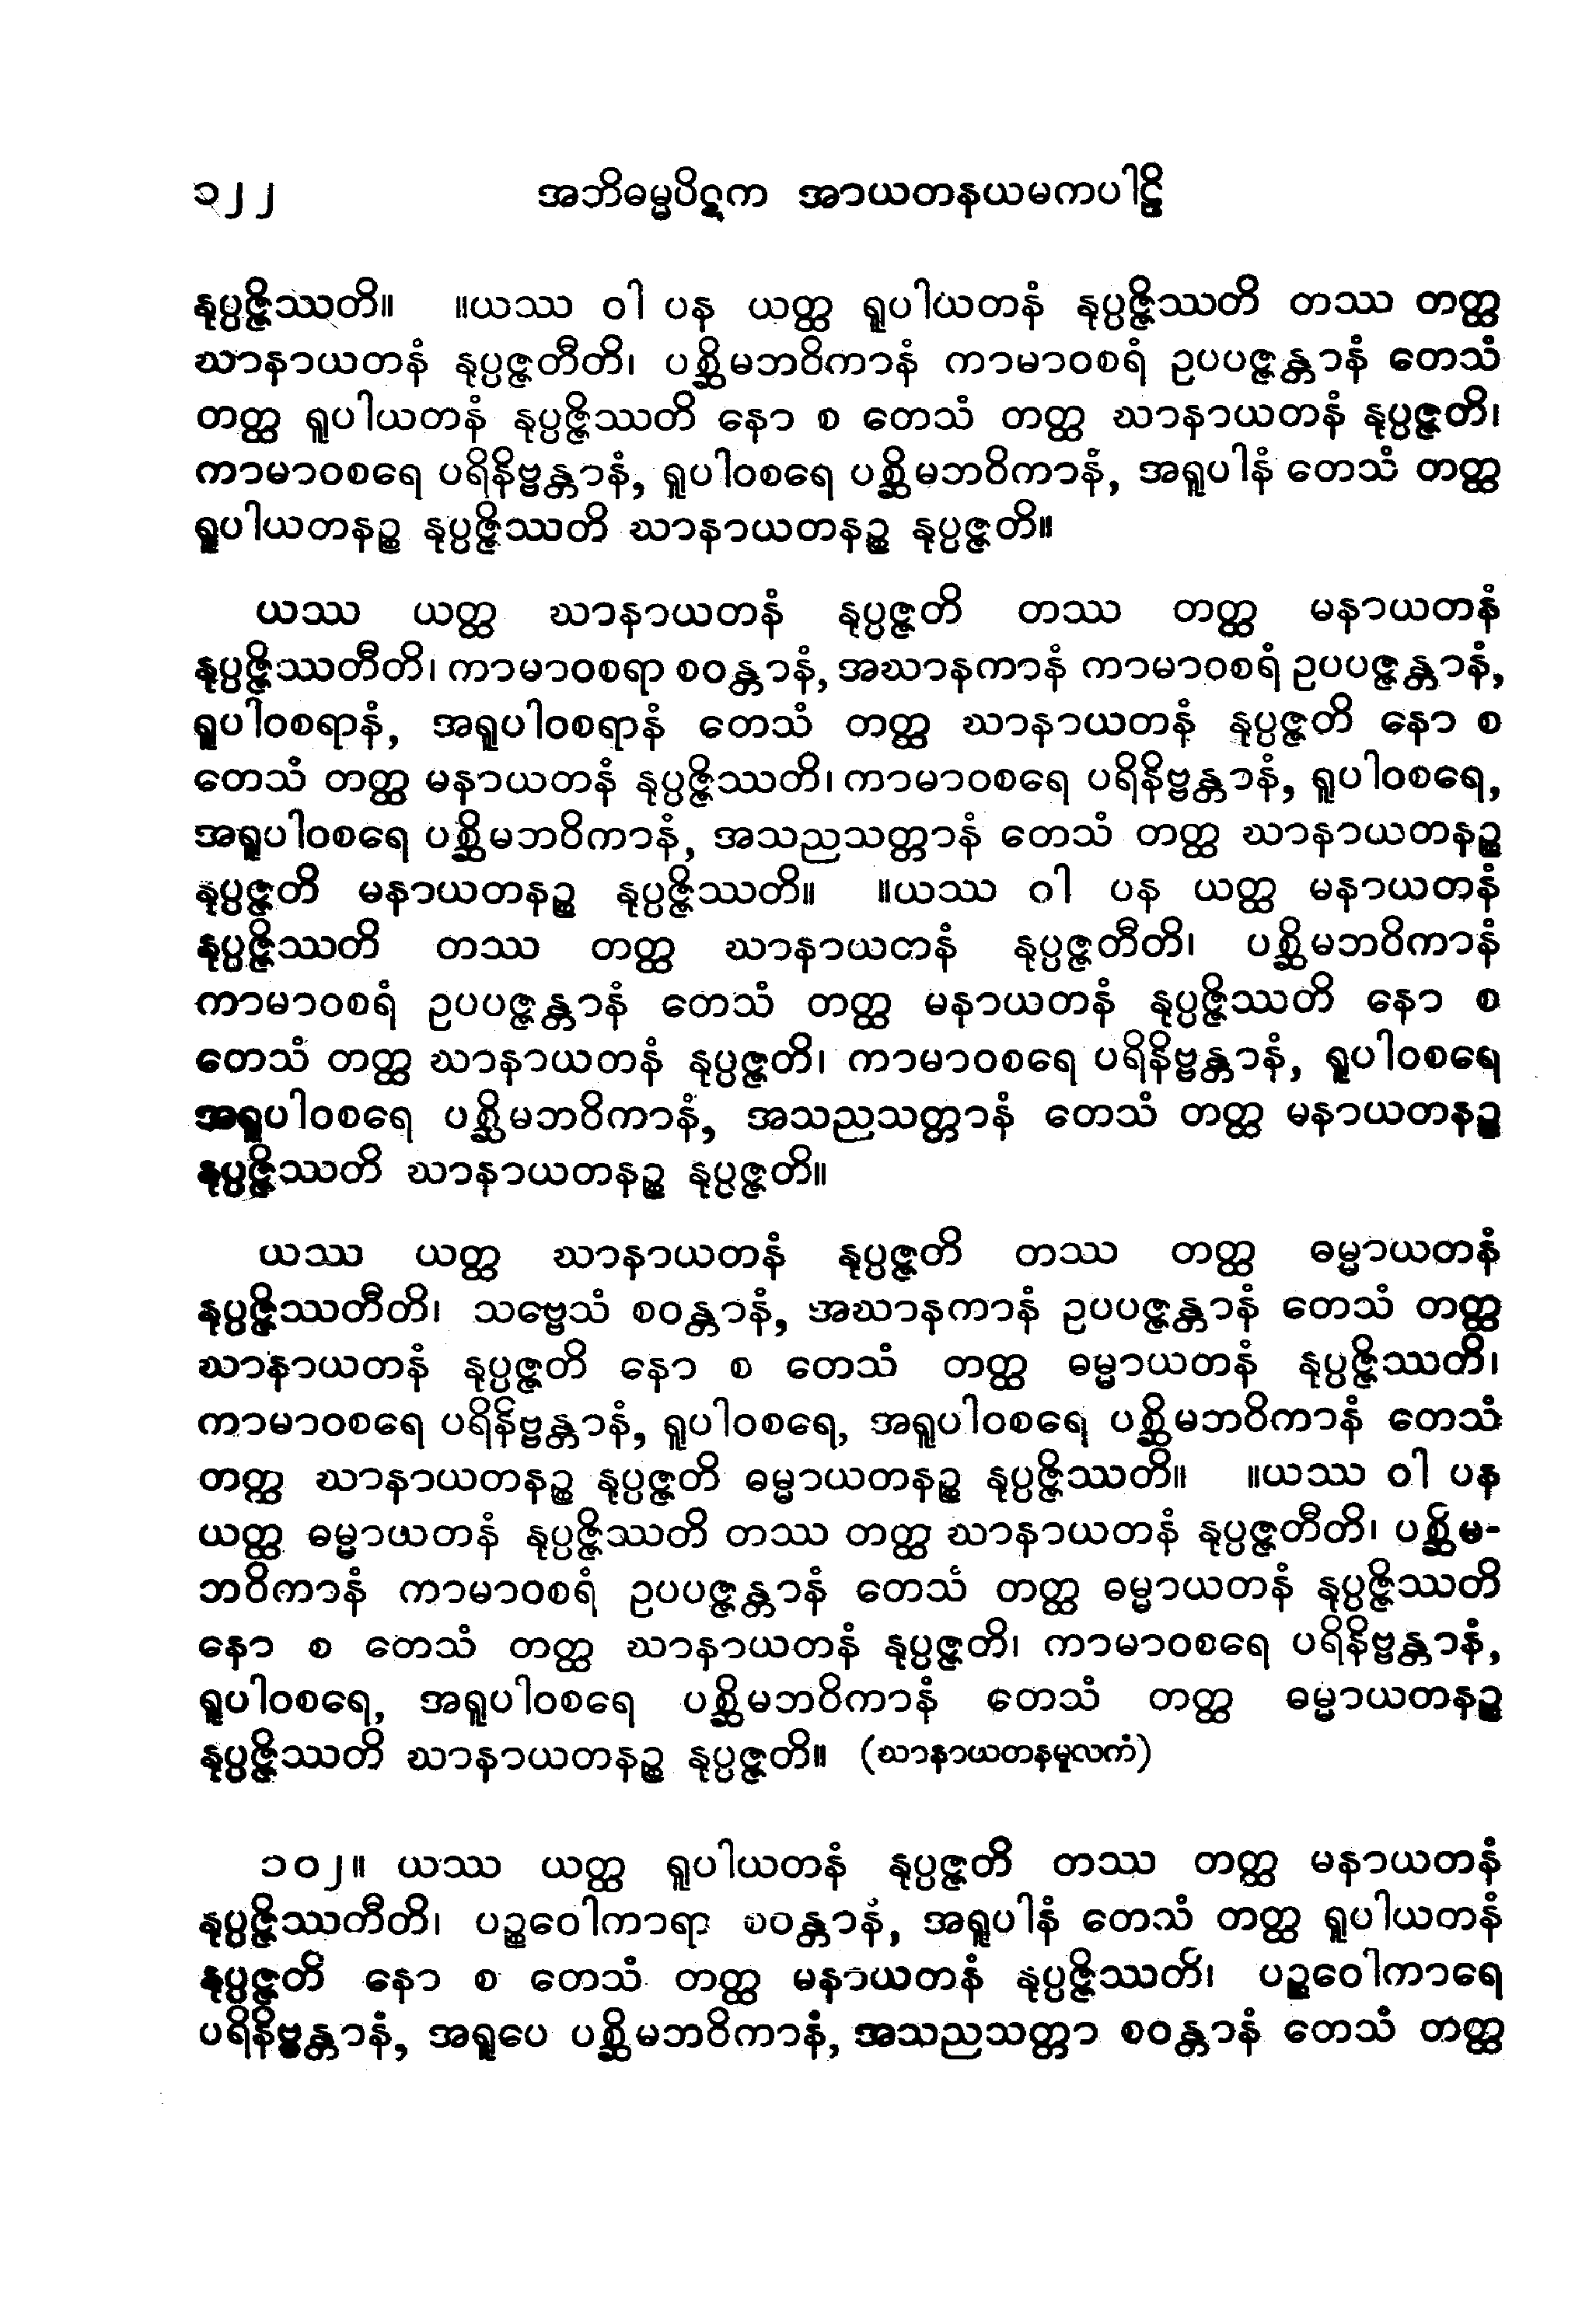 ၁၂၂ အဘိဓမ္မပိဋက အာယတနယမကပါဠိ
နုပ္ပဇ္ဇိဿတိ။ ။ယဿ ဝါ ပန ယတ္ထ ရူပါယတနံ နုပ္ပဇ္ဇိဿတိ တဿ တတ္ထ
ဃာနာယတနံ နုပ္ပဇ္ဇတီတိ၊ ပစ္ဆိမဘဝိကာနံ ကာမာဝစရံ ဥပပဇ္ဇန္တာနံ တေသံ
တတ္ထ ရူပါယတနံ နုပ္ပဇ္ဇိဿတိ နော စ တေသံ တတ္ထ ဃာနာယတနံ နုပ္ပဇ္ဇတိ၊
ကာမာဝစရေ ပရိနိဗ္ဗန္တာနံ, ရူပါဝစရေ ပစ္ဆိမဘဝိကာနံ, အရူပါနံ တေသံ တတ္ထ
ရူပါယတနဉ္စ နုပ္ပဇ္ဇိဿတိ ဃာနာယတနဉ္စ နုပ္ပဇ္ဇတိ။
ယဿ ယတ္ထ ဃာနာယတနံ နုပ္ပဇ္ဇတိ တဿ တတ္ထ မနာယတနံ
နုပ္ပဇ္ဇိဿတီတိ၊ ကာမာဝစရာ စဝန္တာနံ, အဃာနကာနံ ကာမာဝစရံ ဥပပဇ္ဇန္တာနံ,
ရူပါဝစရာနံ, အရူပါဝစရာနံ တေသံ တတ္ထ ဃာနာယတနံ နုပ္ပဇ္ဇတိ နော စ
တေသံ တတ္ထ မနာယတနံ နုပ္ပဇ္ဇိဿတိ၊ ကာမာဝစရေ ပရိနိဗ္ဗန္တာနံ, ရူပါဝစရေ,
အရူပါဝစရေ ပစ္ဆိမဘဝိကာနံ, အသညသတ္တာနံ တေသံ တတ္ထ ဃာနာယတနဉ္စ
နုပ္ပဇ္ဇတိ မနာယတနဉ္စ နုပ္ပဇ္ဇိဿတိ။ ။ယဿ ဝါ ပန ယတ္ထ မနာယတနံ
နုပ္ပဇ္ဇိဿတိ တဿ တတ္ထ ဃာနာယတနံ နုပ္ပဇ္ဇတီတိ၊ ပစ္ဆိမဘဝိကာနံ
ကာမာဝစရံ ဥပပဇ္ဇန္တာနံ တေသံ တတ္ထ မနာယတနံ နုပ္ပဇ္ဇိဿတိ နော စ
တေသံ တတ္ထ ဃာနာယတနံ နုပ္ပဇ္ဇတိ၊ ကာမာဝစရေ ပရိနိဗ္ဗန္တာနံ, ရူပါဝစရေ
အရူပါဝစရေ ပစ္ဆိမဘဝိကာနံ, အသညသတ္တာနံ တေသံ တတ္ထ မနာယတနဉ္စ
နုပ္ပဇ္ဇိဿတိ ဃာနာယတနဉ္စ နုပ္ပဇ္ဇတိ။
ယဿ ယတ္ထ ဃာနာယတနံ နုပ္ပဇ္ဇတိ တဿ တတ္ထ ဓမ္မာယတနံ
နုပ္ပဇ္ဇိဿတီတိ၊ သဗ္ဗေသံ စဝန္တာနံ, အဃာနကာနံ ဥပပဇ္ဇန္တာနံ တေသံ တတ္ထ
ဃာနာယတနံ နုပ္ပဇ္ဇတိ နော စ တေသံ တတ္ထ ဓမ္မာယတနံ နုပ္ပဇ္ဇိဿတိ၊
ကာမာဝစရေ ပရိနိဗ္ဗန္တာနံ, ရူပါဝစရေ, အရူပါဝစရေ ပစ္ဆိမဘဝိကာနံ တေသံ
တတ္ထ ဃာနာယတနဉ္စ နုပ္ပဇ္ဇတိ ဓမ္မာယတနဉ္စ နုပ္ပဇ္ဇိဿတိ။ ။ယဿ ဝါ ပန
ယတ္ထ ဓမ္မာယတနံ နုပ္ပဇ္ဇိဿတိ တဿ တတ္ထ ဃာနာယတနံ နုပ္ပဇ္ဇတီတိ၊ ပစ္ဆိမ-
ဘဝိကာနံ ကာမာဝစရံ ဥပပဇ္ဇန္တာနံ တေသံ တတ္ထ ဓမ္မာယတနံ နုပ္ပဇ္ဇိဿတိ
နော စ တေသံ တတ္ထ ဃာနာယတနံ နုပ္ပဇ္ဇတိ၊ ကာမာဝစရေ ပရိနိဗ္ဗန္တာနံ,
ရူပါဝစရေ, အရူပါဝစရေ ပစ္ဆိမဘဝိကာနံ တေသံ တတ္ထ ဓမ္မာယတနဉ္စ
နုပ္ပဇ္ဇိဿတိ ဃာနာယတနဉ္စ နုပ္ပဇ္ဇတိ။ (ဃာနာယတနမူလကံ)
၁၀၂။ ယဿ ယတ္ထ ရူပါယတနံ နုပ္ပဇ္ဇတိ တဿ တတ္ထ မနာယတနံ
နုပ္ပဇ္ဇိဿတီတိ၊ ပဉ္စဝေါကာရာ စဝန္တာနံ, အရူပါနံ တေသံ တတ္ထ ရူပါယတနံ
နုပ္ပဇ္ဇတိ နော စ တေသံ တတ္ထ မနာယတနံ နုပ္ပဇ္ဇိဿတိ၊ ပဉ္စဝေါကာရေ
ပရိနိဗ္ဗန္တာနံ, အရူပေ ပစ္ဆိမဘဝိကာနံ, အသညသတ္တာ စဝန္တာနံ တေသံ တတ္ထ